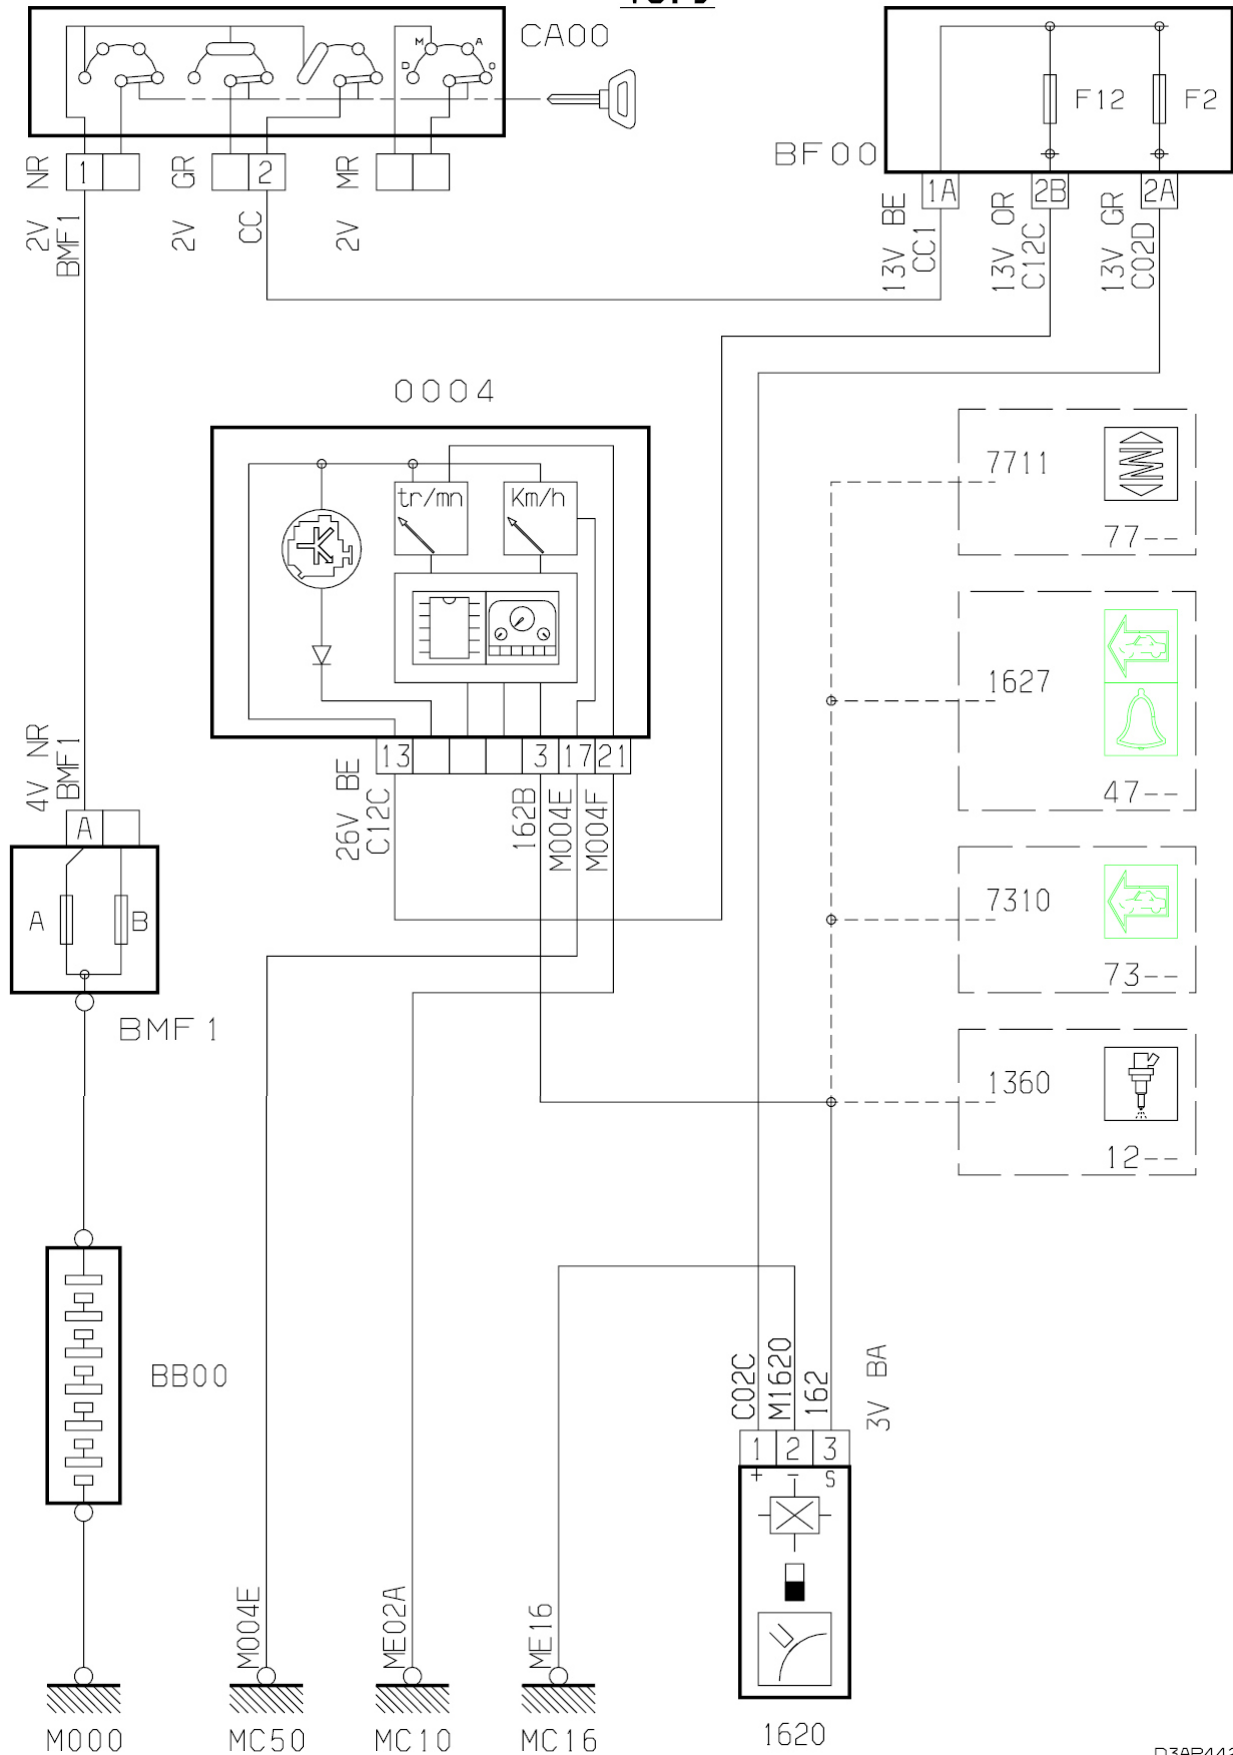 CA00
M
A
D
O
F12
F2
BF00
1
2
1A
2B
2A
2V NR
BMF1
2V GR
CC
2V MR
13V BE
CC1
13V OR
C12C
13V GR
C02D
0004
tr/mn
Km/h
7711
77--
1627
47--
13
3
17
21
4V NR
BMF1
26V BE
C12C
162B
M004E
M004F
A
A
B
BMF1
7310
73--
1360
12--
BB00
C02C
M1620
162
3V BA
1
2
3
+
-
S
M004E
ME02A
ME16
M000
MC50
MC10
MC16
1620